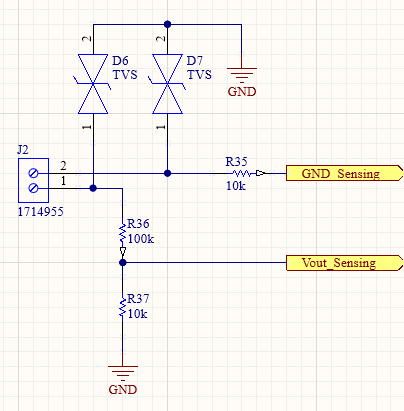 2
2
D6
TVS
D7
TVS
GND
1
1
J2
2
1
1714955
R35
10k
GND_Sensing
R36
100k
Vout_Sensing
R37
10k
GND